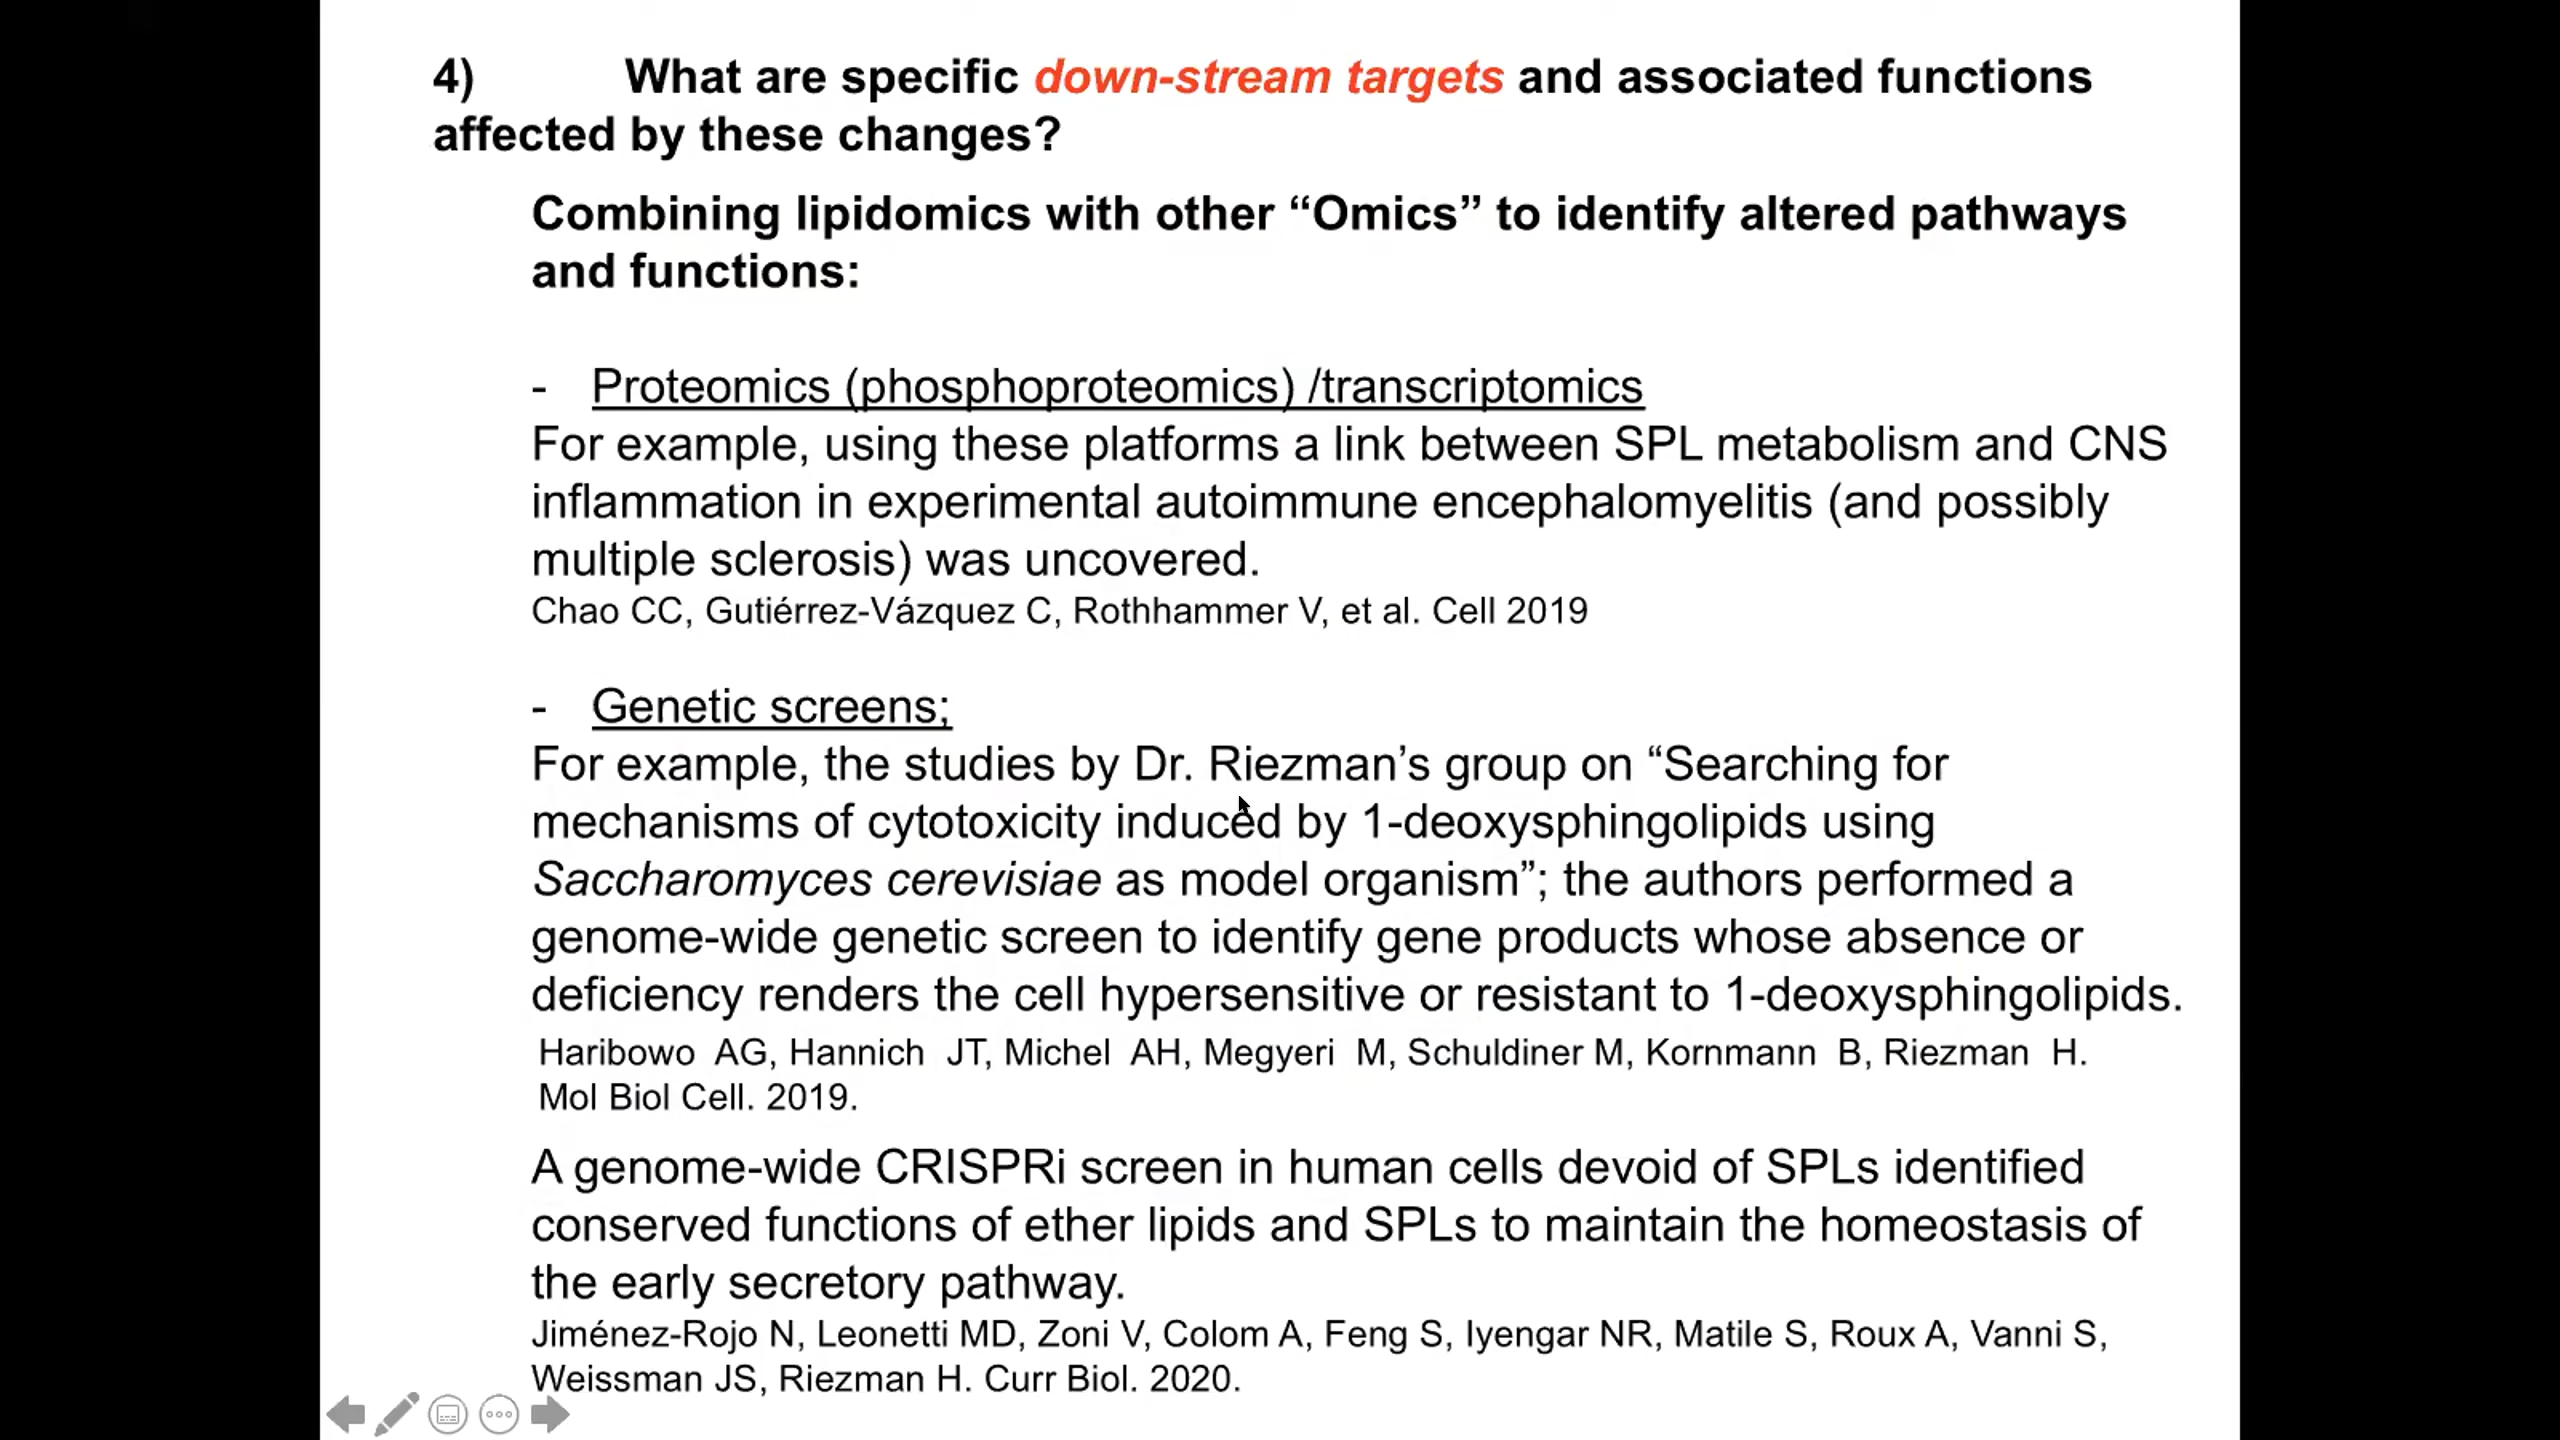 4) What are specific down-stream targets and associated functions
affected by these changes?
Combining lipidomics with other “Omics” to identify altered pathways
and functions:
- Proteomics (phosphoproteomics) /transcriptomics
For example, using these platforms a link between SPL metabolism and CNS
inflammation in experimental autoimmune encephalomyelitis (and possibly
multiple sclerosis) was uncovered.
Chao CC, Gutiérrez-Vázquez C, Rothhammer V, et al. Cell 2019
- Genetic screens;
For example, the studies by Dr. Riezman’s group on “Searching for
mechanisms of cytotoxicity induced by 1-deoxysphingolipids using
Saccharomyces cerevisiae as model organism”; the authors performed a
genome-wide genetic screen to identify gene products whose absence or
deficiency renders the cell hypersensitive or resistant to 1-deoxysphingolipids.
Haribowo AG, Hannich JT, Michel AH, Megyeri M, Schuldiner M, Kornmann B, Riezman H.
Mol Biol Cell. 2019.
A genome-wide CRISPRi screen in human cells devoid of SPLs identified
conserved functions of ether lipids and SPLs to maintain the homeostasis of
the early secretory pathway.
Jiménez-Rojo N, Leonetti MD, Zoni V, Colom A, Feng S, Iyengar NR, Matile S, Roux A, Vanni S,
Weissman JS, Riezman H. Curr Biol. 2020.